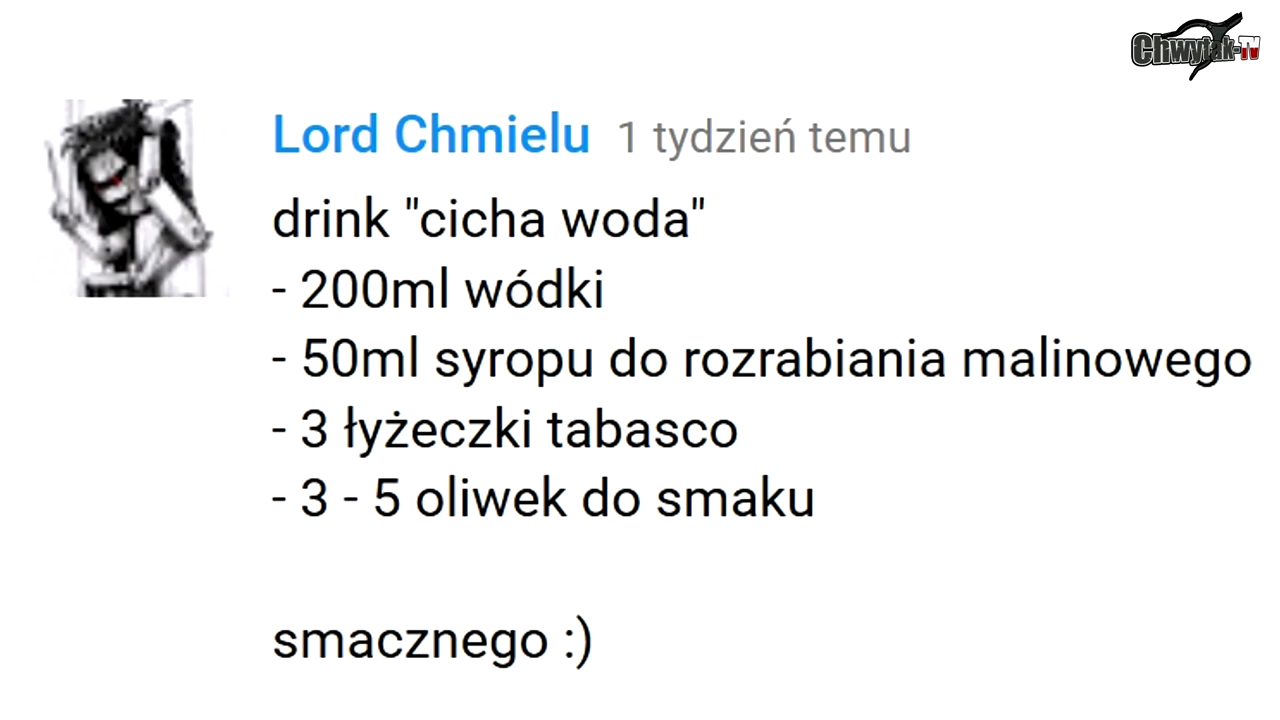 Chwytak-TV
Lord Chmielu 1 tydzień temu
drink "cicha woda"
- 200ml wódki
- 50ml syropu do rozrabiania malinowego
- 3 łyżeczki tabasco
- 3 - 5 oliwek do smaku
smacznego :)